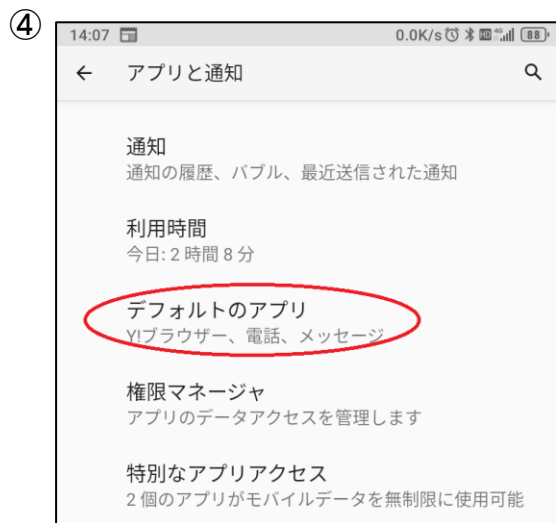 ④
14:07 0.0K/s HD 4G 88
アプリと通知
通知
通知の履歴、バブル、最近送信された通知
利用時間
今日: 2 時間 8 分
デフォルトのアプリ
Y!ブラウザー、電話、メッセージ
権限マネージャ
アプリのデータアクセスを管理します
特別なアプリアクセス
2 個のアプリがモバイルデータを無制限に使用可能